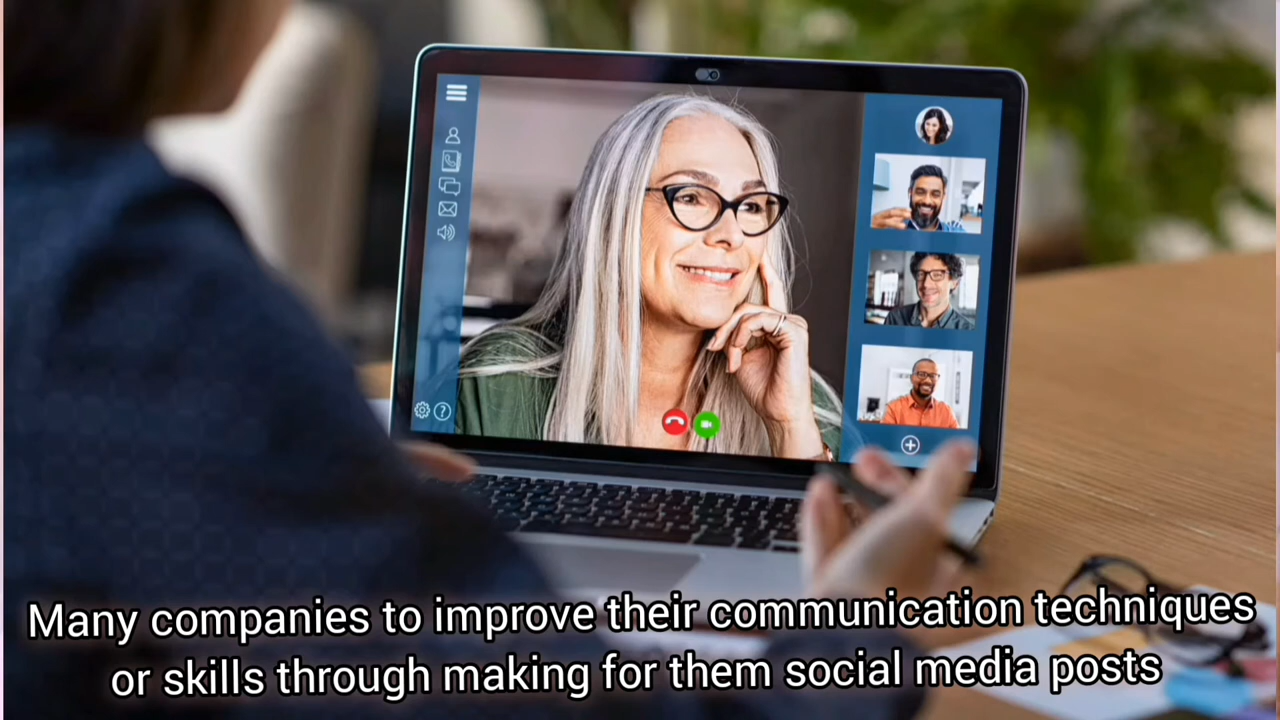 Many companies to improve their communication techniques
or skills through making for them social media posts